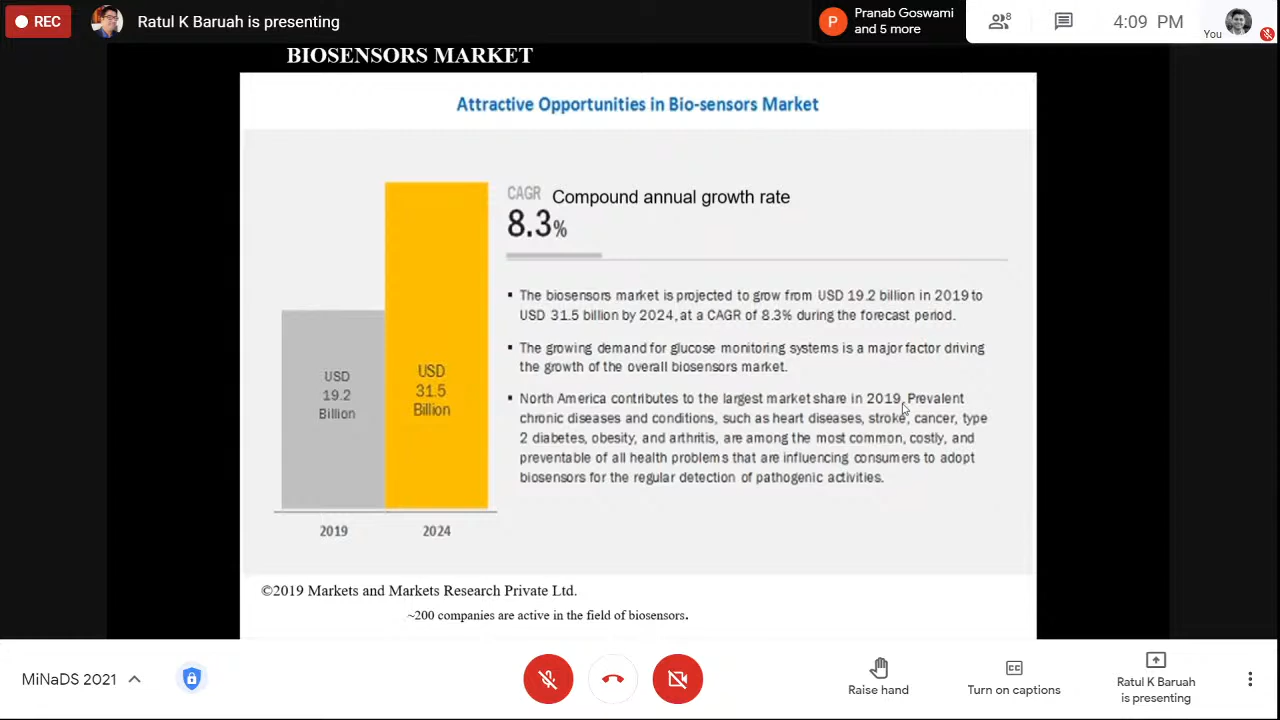 REC
Ratul K Baruah is presenting
P
Pranab Goswami
and 5 more
8
4:09 PM
You
BIOSENSORS MARKET
Attractive Opportunities in Bio-sensors Market
CAGR Compound annual growth rate
8.3%
▪ The biosensors market is projected to grow from USD 19.2 billion in 2019 to
USD 31.5 billion by 2024, at a CAGR of 8.3% during the forecast period.
▪ The growing demand for glucose monitoring systems is a major factor driving
the growth of the overall biosensors market.
▪ North America contributes to the largest market share in 2019. Prevalent
chronic diseases and conditions, such as heart diseases, stroke, cancer, type
2 diabetes, obesity, and arthritis, are among the most common, costly, and
preventable of all health problems that are influencing consumers to adopt
biosensors for the regular detection of pathogenic activities.
USD
19.2
Billion
USD
31.5
Billion
2019
2024
©2019 Markets and Markets Research Private Ltd.
~200 companies are active in the field of biosensors.
MiNaDS 2021
Raise hand
CC
Turn on captions
Ratul K Baruah
is presenting